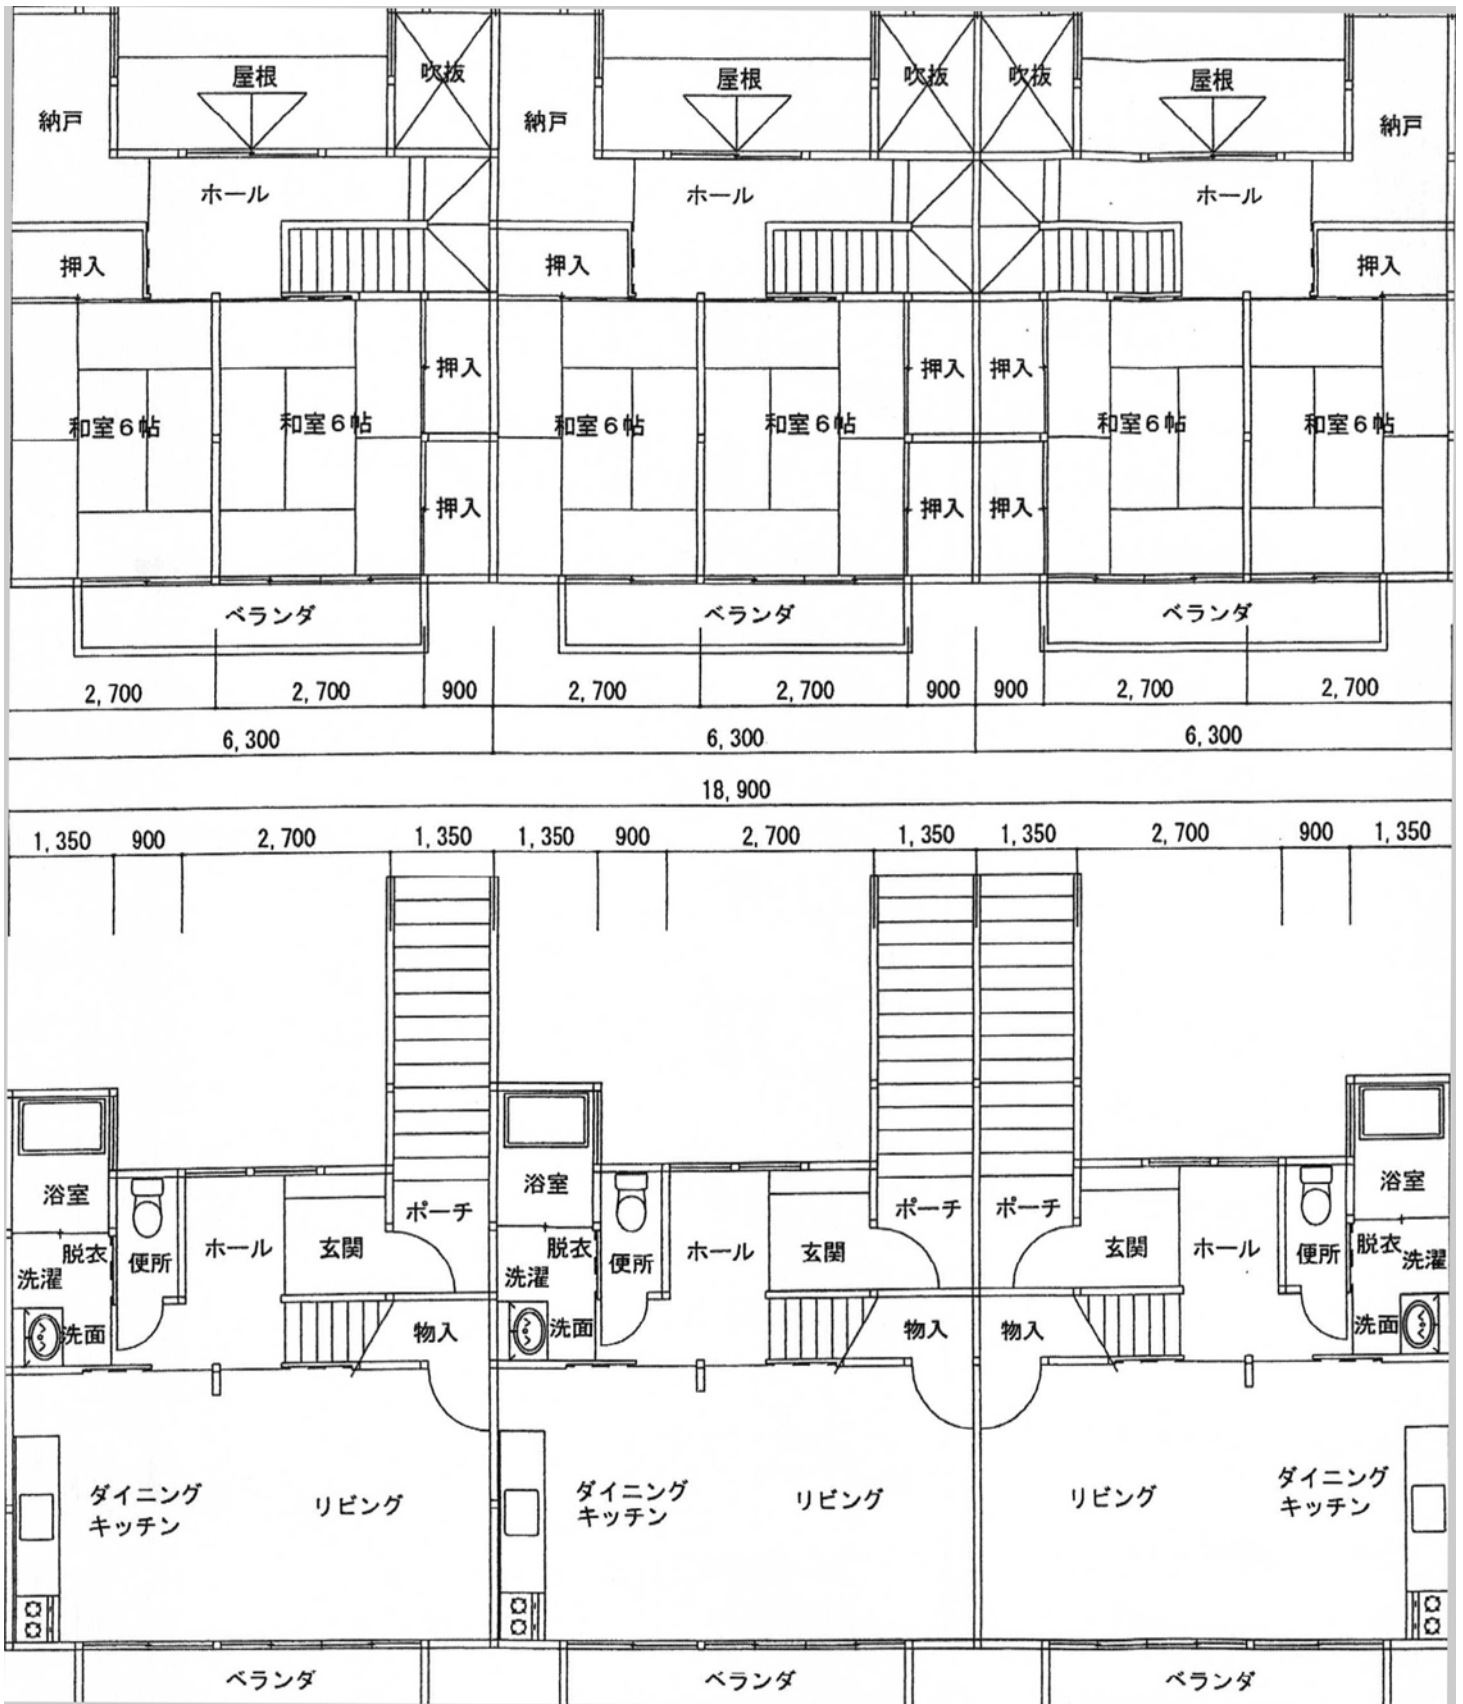 屋根
吹抜
屋根
吹抜
吹抜
屋根
納戸
納戸
納戸
ホール
ホール
ホール
押入
押入
押入
押入
押入
押入
和室6帖
和室6帖
和室6帖
和室6帖
和室6帖
和室6帖
押入
押入
押入
ベランダ
ベランダ
ベランダ
2,700
2,700
900
2,700
2,700
900
900
2,700
2,700
6,300
6,300
6,300
18,900
1,350
900
2,700
1,350
1,350
900
2,700
1,350
1,350
2,700
900
1,350
浴室
ポーチ
浴室
ポーチ
ポーチ
浴室
脱衣
洗濯
便所
ホール
玄関
脱衣
洗濯
便所
ホール
玄関
玄関
ホール
便所
脱衣
洗濯
洗面
物入
洗面
物入
物入
洗面
ダイニング
キッチン
リビング
ダイニング
キッチン
リビング
リビング
ダイニング
キッチン
ベランダ
ベランダ
ベランダ